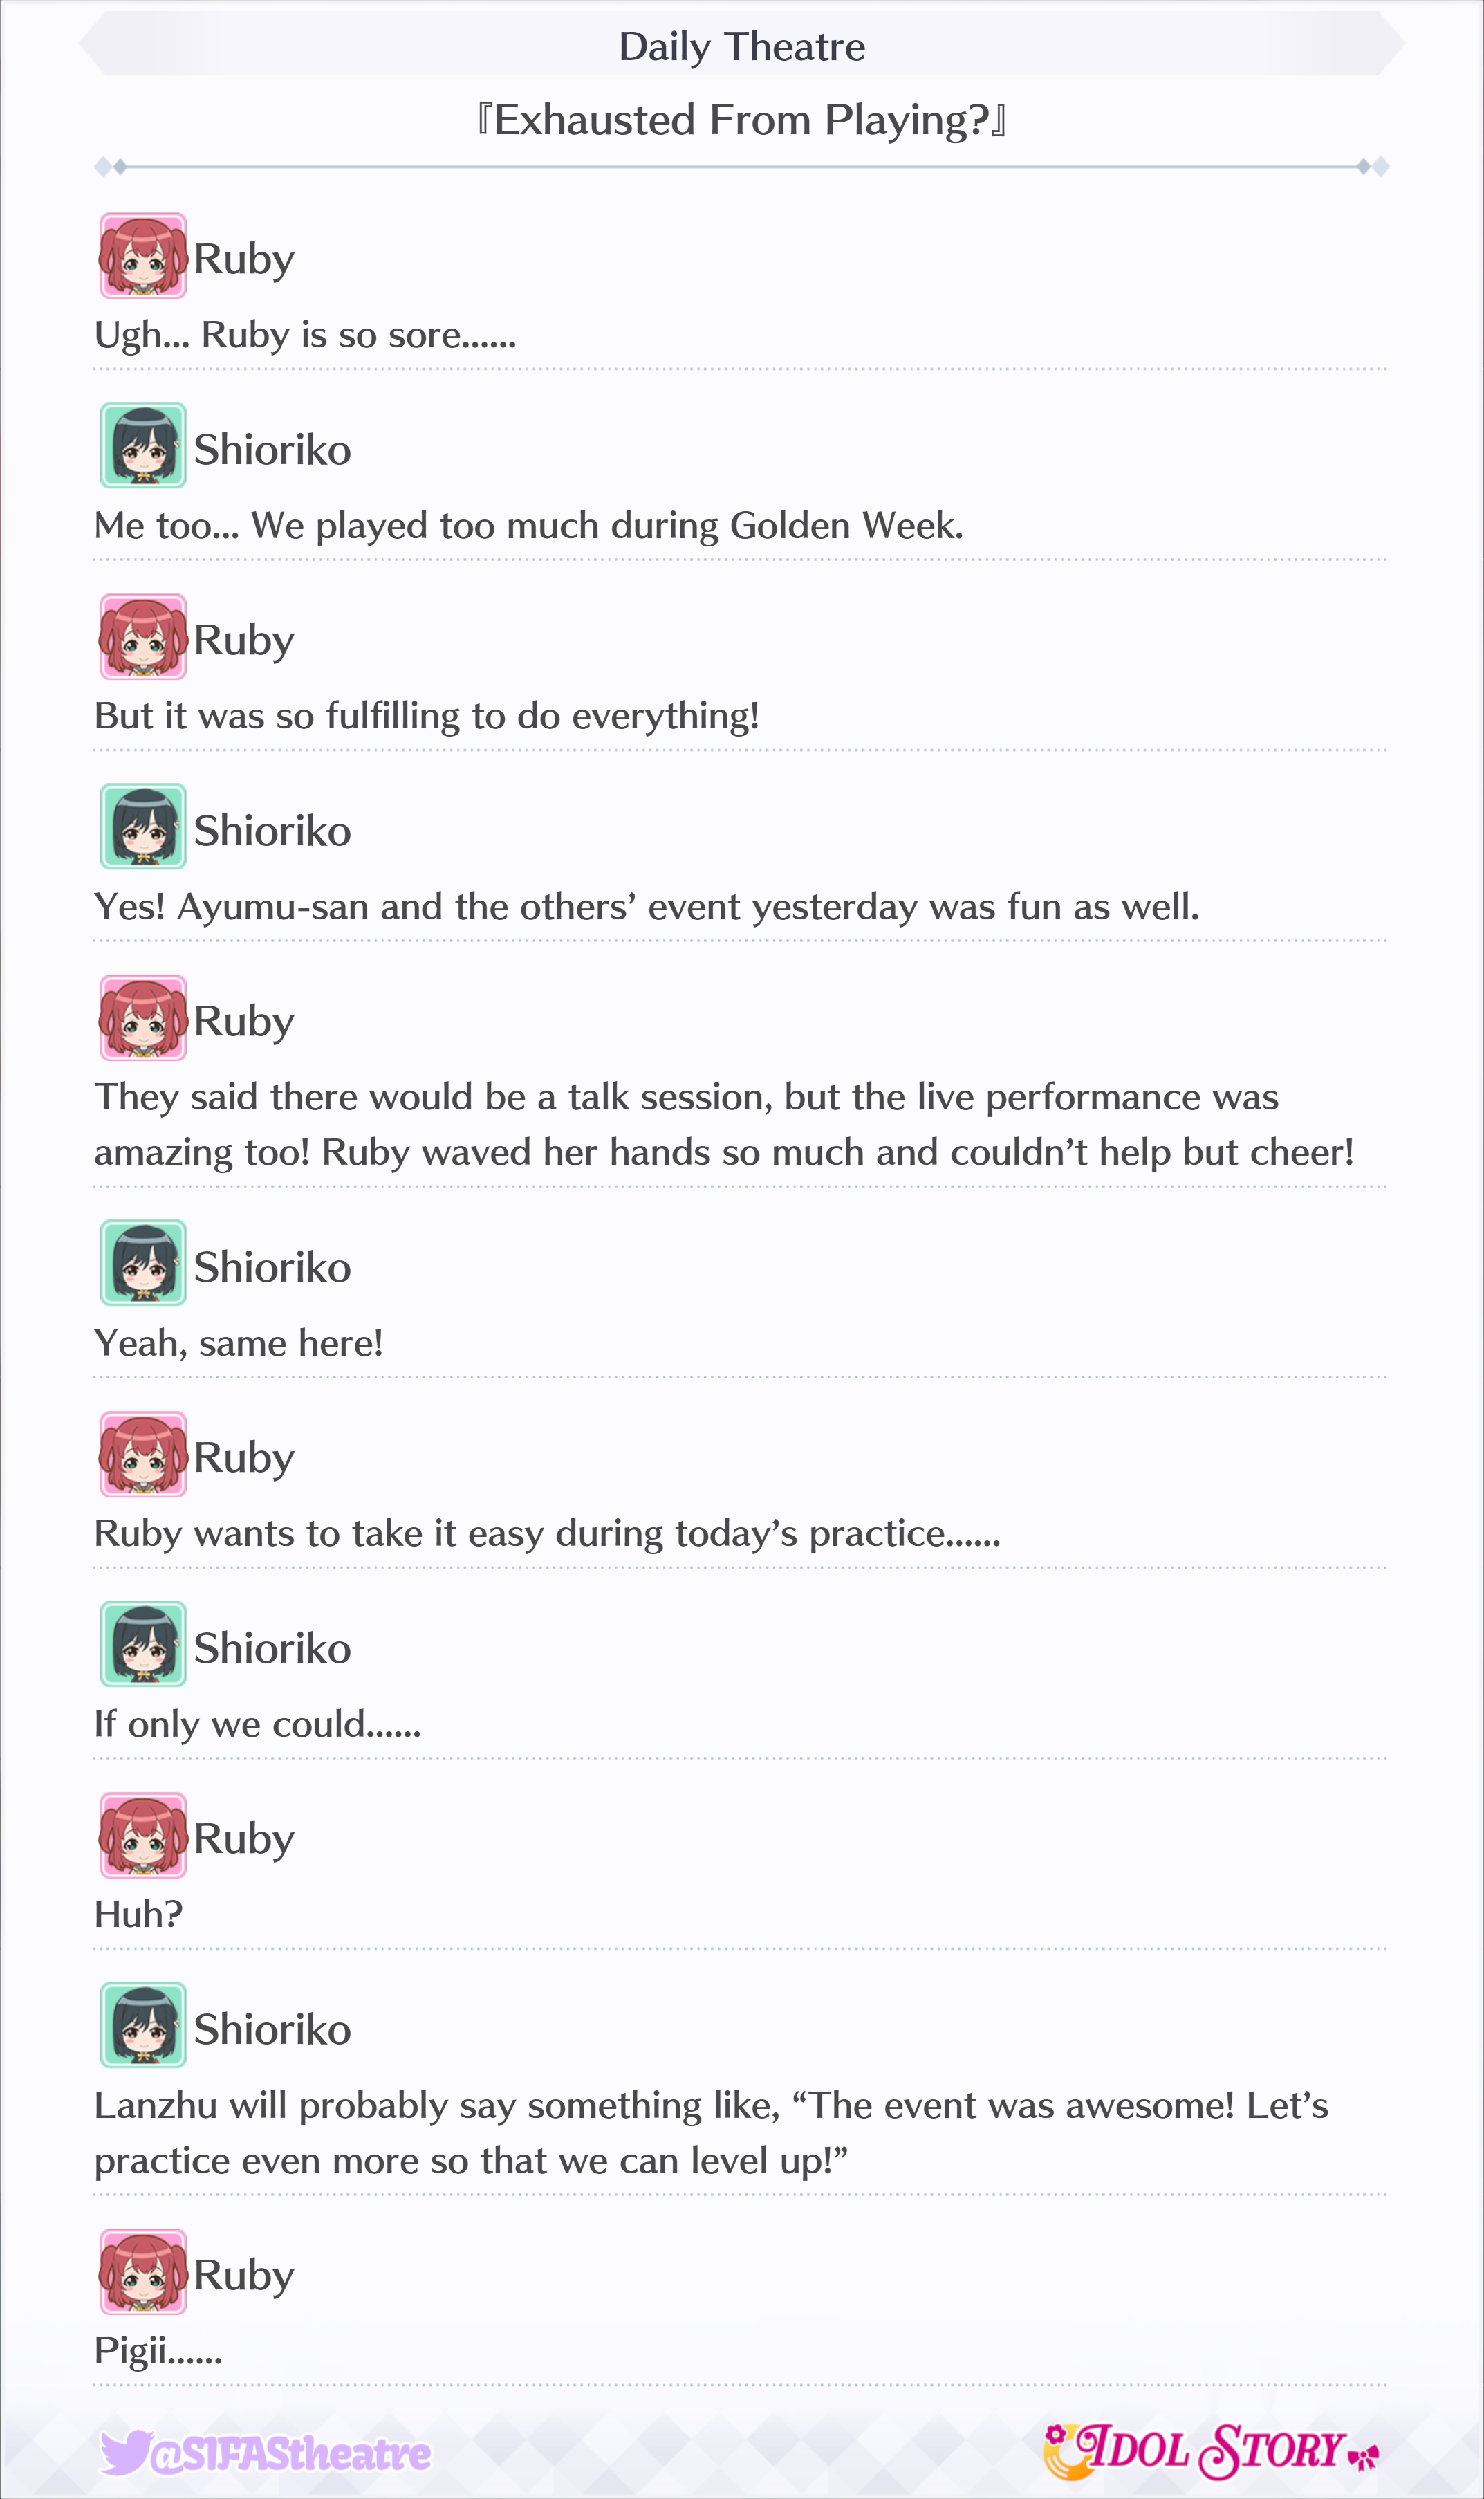 Daily Theatre
『Exhausted From Playing?』
Ruby
Ugh... Ruby is so sore......
Shioriko
Me too... We played too much during Golden Week.
Ruby
But it was so fulfilling to do everything!
Shioriko
Yes! Ayumu-san and the others’ event yesterday was fun as well.
Ruby
They said there would be a talk session, but the live performance was
amazing too! Ruby waved her hands so much and couldn’t help but cheer!
Shioriko
Yeah, same here!
Ruby
Ruby wants to take it easy during today’s practice......
Shioriko
If only we could......
Ruby
Huh?
Shioriko
Lanzhu will probably say something like, “The event was awesome! Let’s
practice even more so that we can level up!”
Ruby
Pigii......
@SIFAStheatre
IDOL STORY